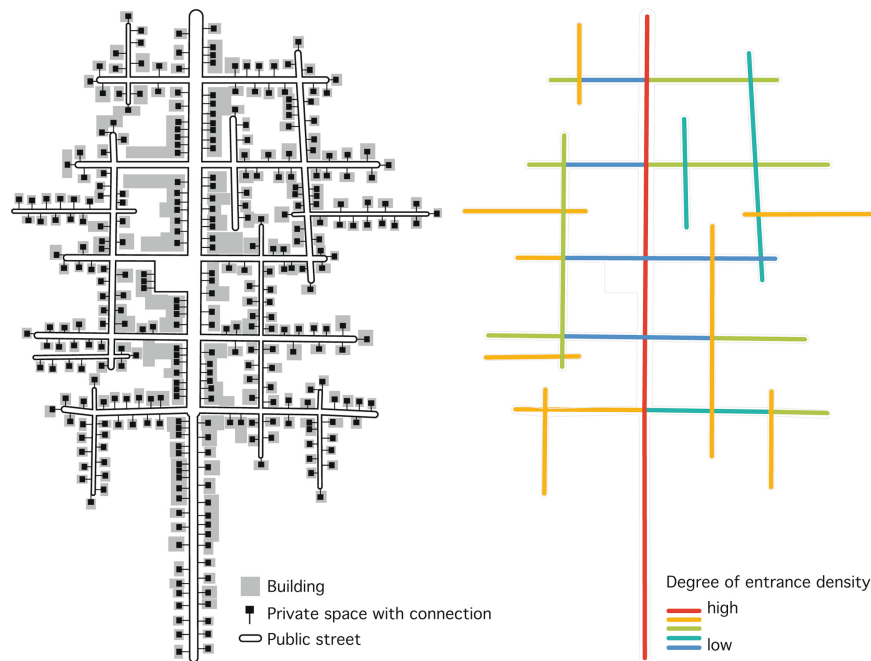 Building
Private space with connection
Public street
Degree of entrance density
high
low